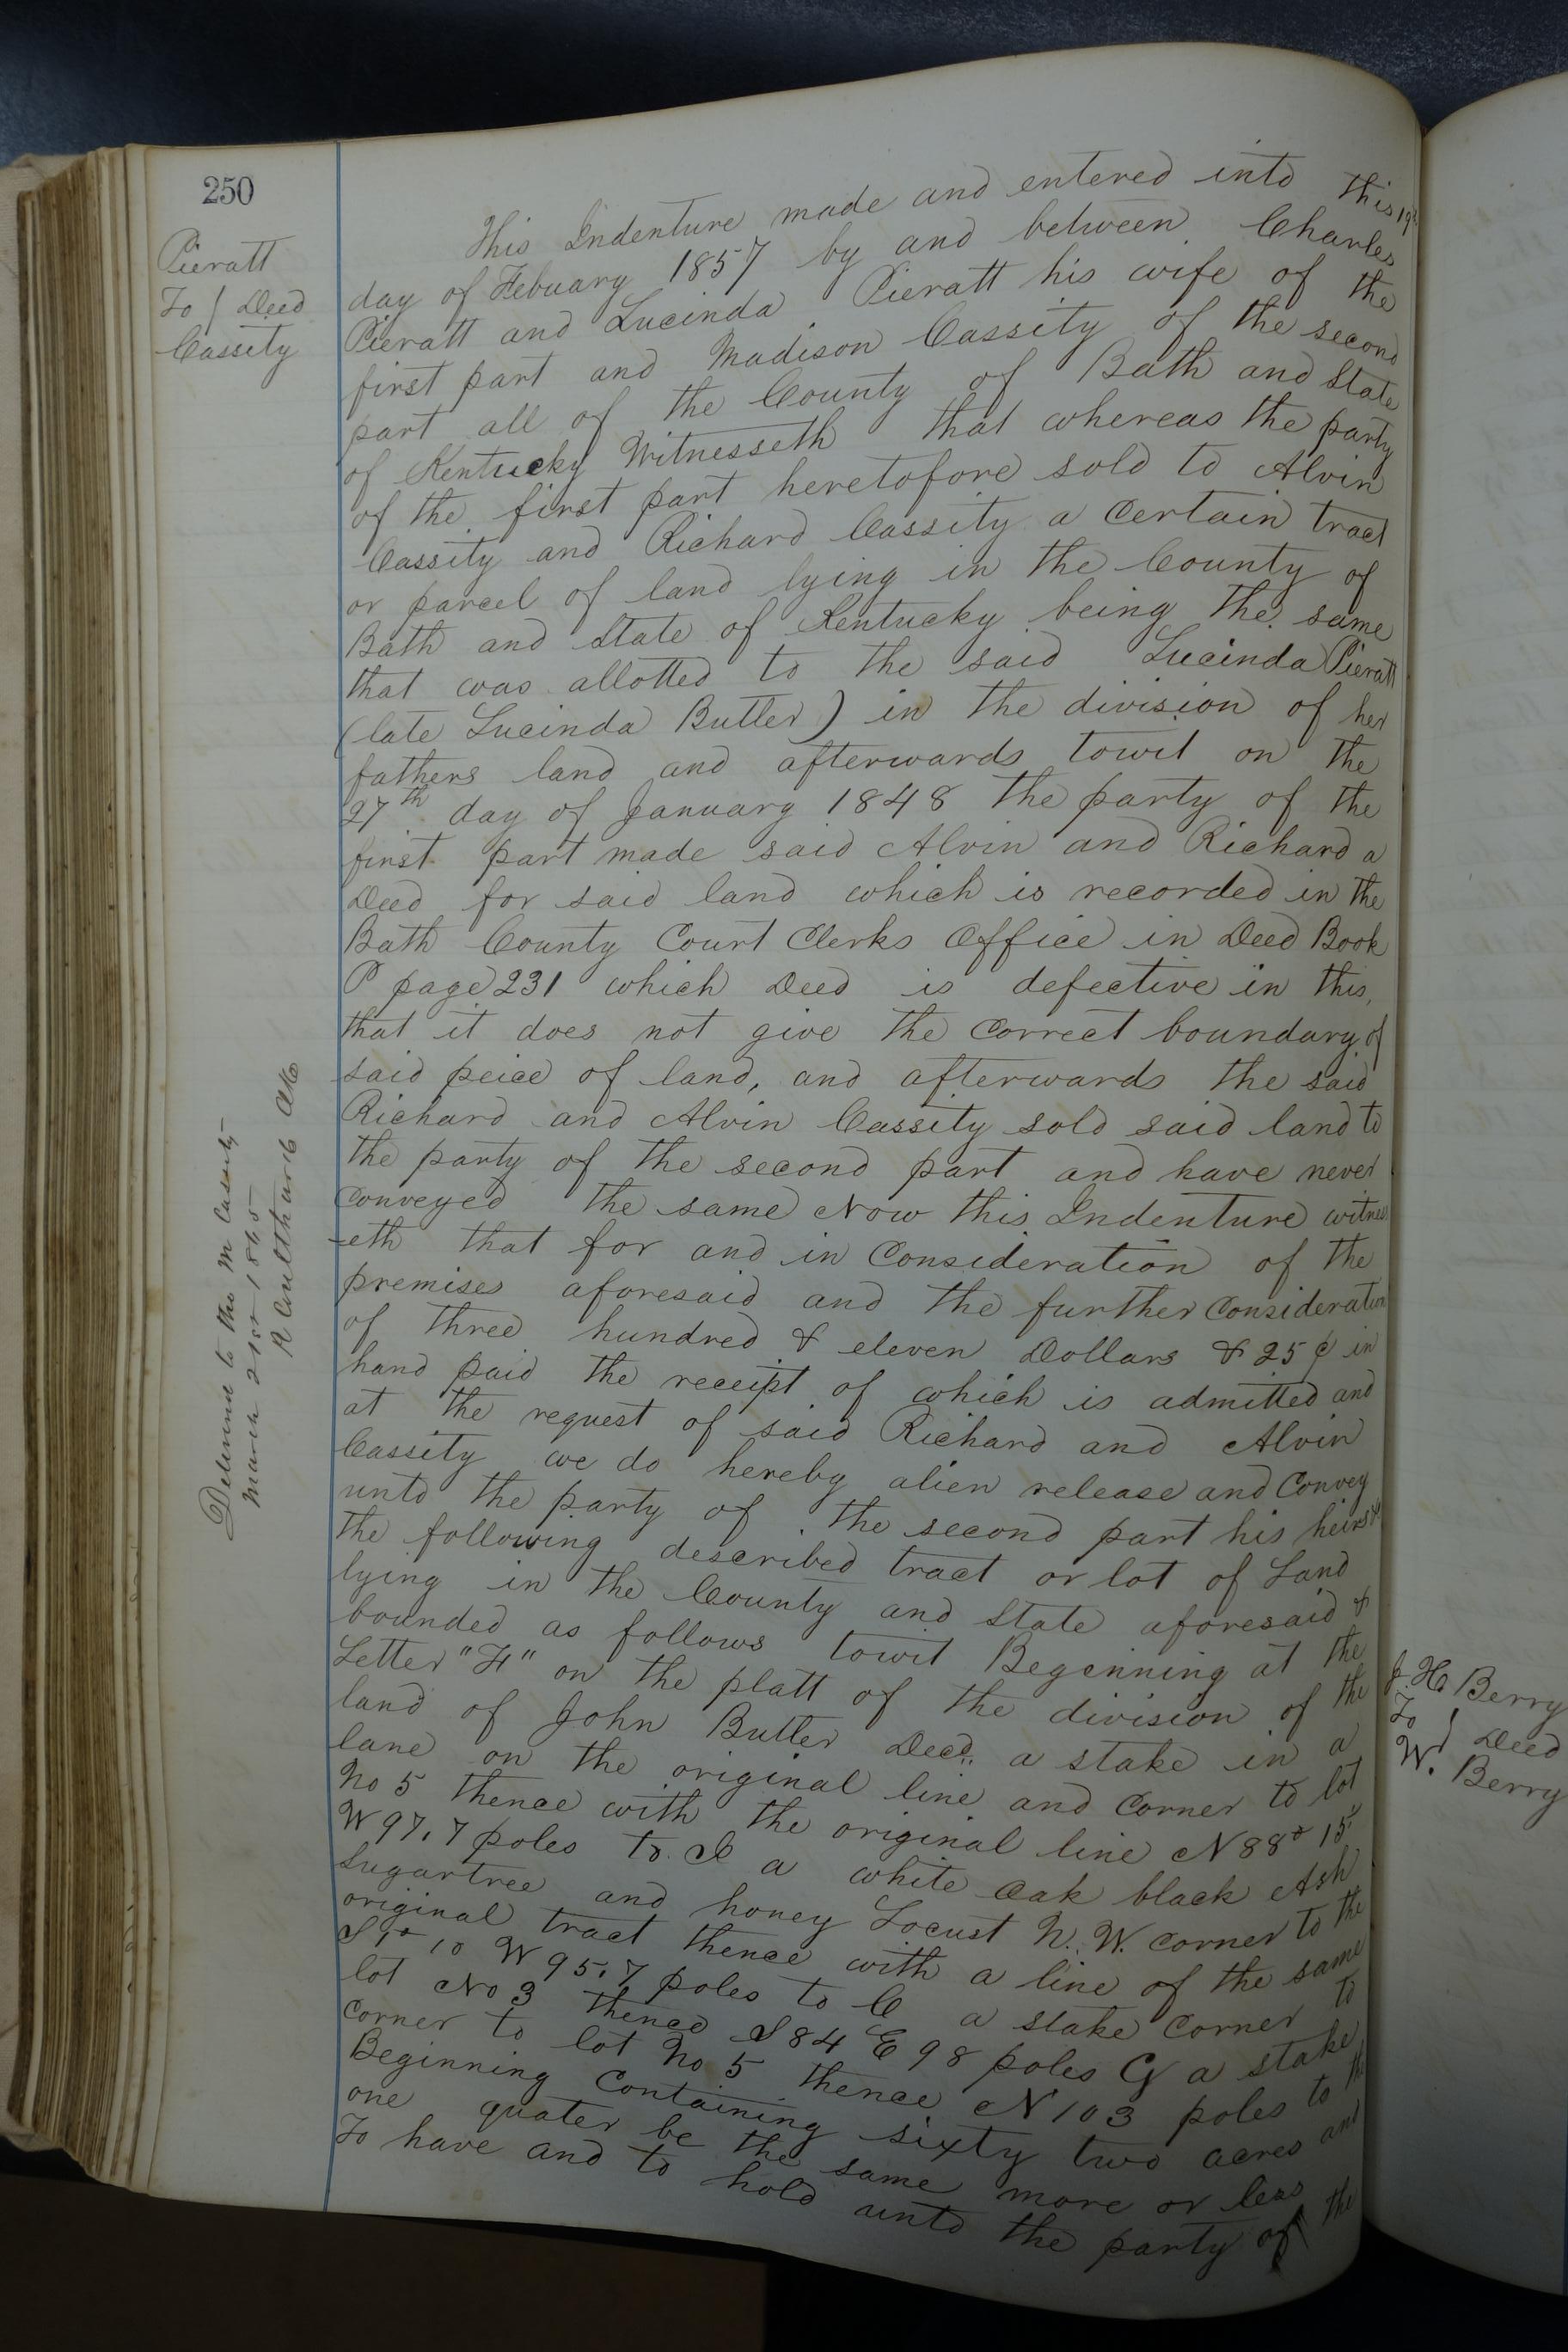 250
Pieratt
To } Deed
Cassity
This Indenture made and entered into this 19th
day of Febuary 1857 by and between Charles
Pieratt and Lucinda Pieratt his wife of the
first part and Madison Cassity of the second
part all of the County of Bath and State
of Kentucky Witnesseth that whereas the party
of the first part heretofore sold to Alvin
Cassity and Richard Cassity a Certain tract
or parcel of land lying in the County of
Bath and State of Kentucky being the same
that was allotted to the said Lucinda Pieratt
(late Lucinda Butler) in the division of her
fathers land and afterwards towit on the
27th day of January 1848 the party of the
first part made said Alvin and Richard a
Deed for said land which is recorded in the
Bath County Court Clerks Office in Deed Book
P page 231 which Deed is defective in this,
that it does not give the correct boundary of
said peice of land, and afterwards the said
Richard and Alvin Cassity sold said land to
the party of the second part and have never
conveyed the same Now this Indenture witness
-eth that for and in Consideration of the
premises aforesaid and the further Consideration
of three hundred & eleven Dollars & 25 ¢ in
hand paid the receipt of which is admitted and
at the request of said Richard and Alvin
Cassity we do hereby alien release and Convey
unto the party of the second part his heirs &c
the following described tract or lot of Land
lying in the County and State aforesaid &
bounded as follows towit Beginning at the
Letter "H" on the platt of the division of the
land of John Butler Decd. a stake in a
lane on the original line and corner to lot
No 5 thence with the original line N 88° 15'
W 97.7 poles to I a white Oak black Ash
Sugartree and honey Locust N. W. corner to the
original tract thence with a line of the same
S 1° 10 W 95.7 poles to C a stake Corner to
lot No 3 thence S 84 E 98 poles G a stake
corner to lot No 5 thence N 103 poles to the
Beginning Containing sixty two acres and
one quater be the same more or less
To have and to hold unto the party of the
Delivered to the M Cassity
March 21st 1865
J. H. Berry
To } Deed
W. Berry